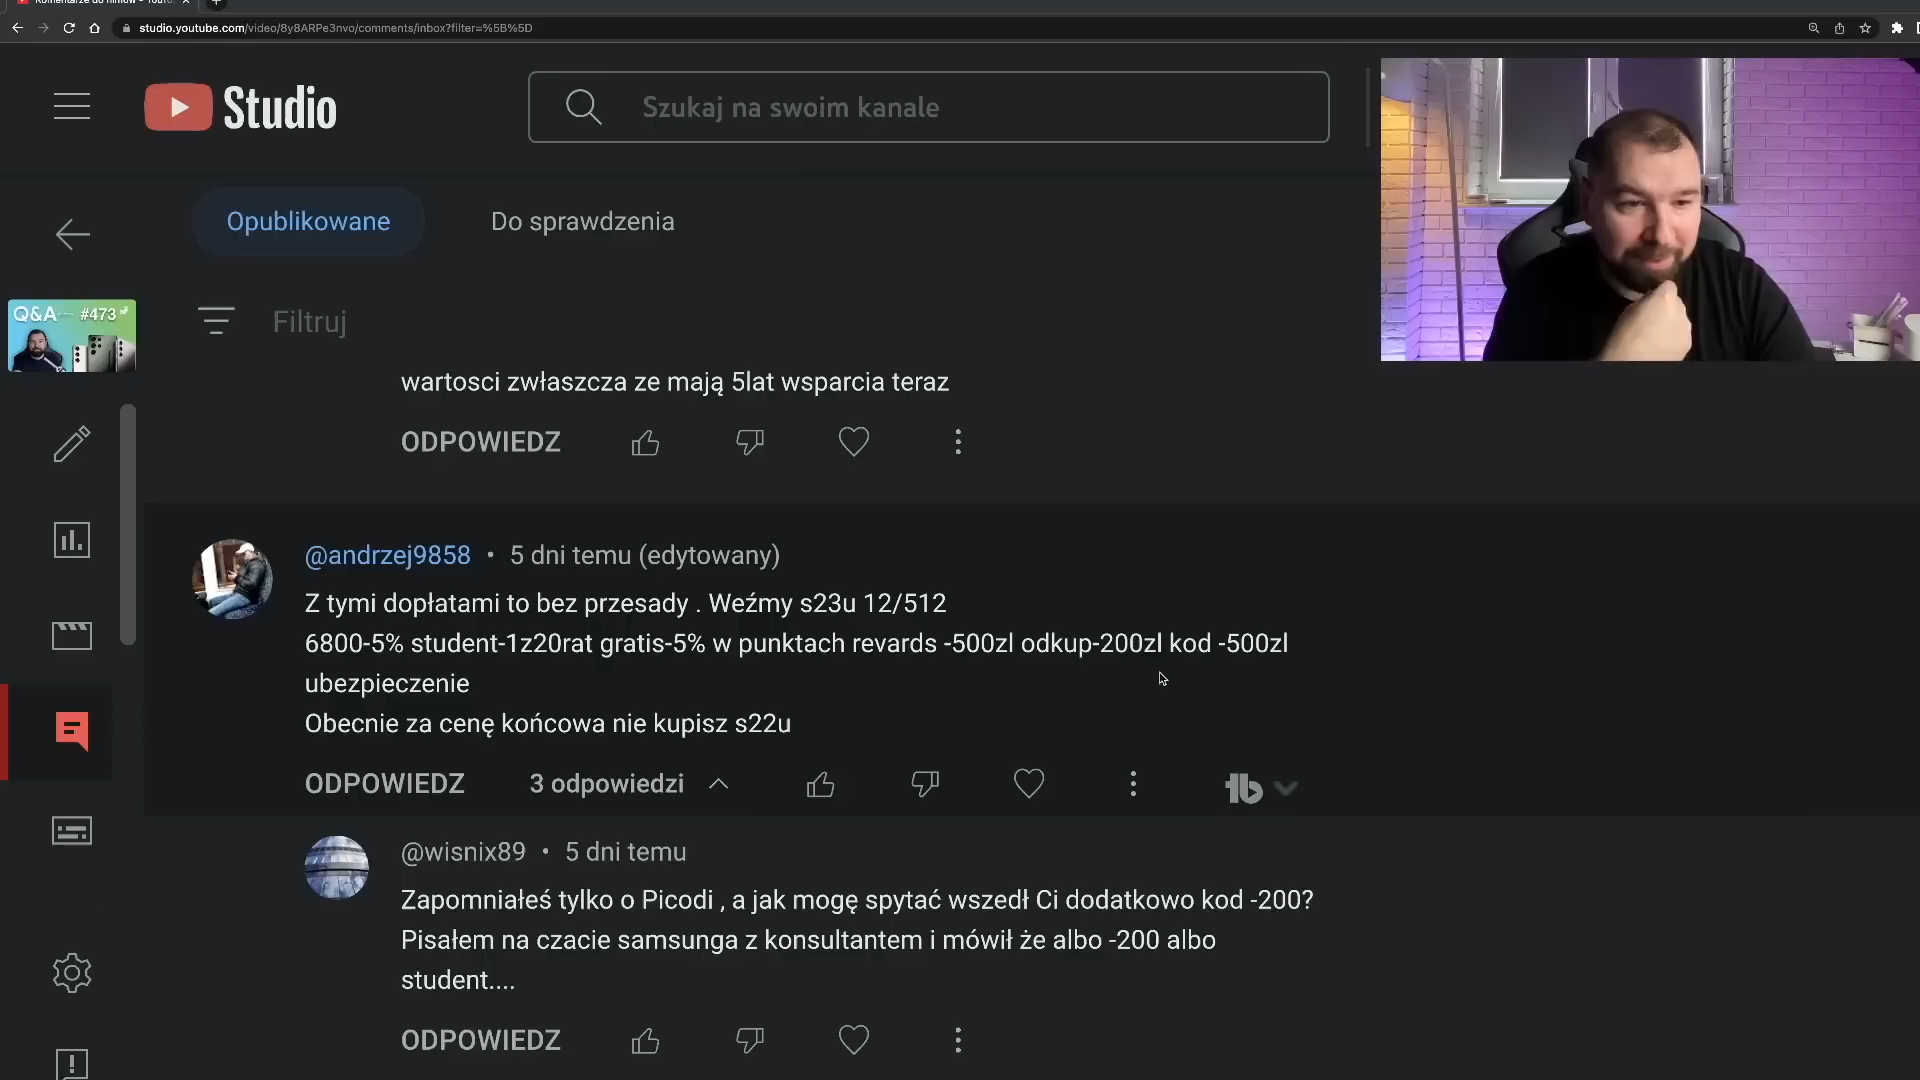 Komentarze do filmów - YouTu
studio.youtube.com/video/8y8ARPe3nvo/comments/inbox?filter=%5B%5D
Studio
Szukaj na swoim kanale
Opublikowane
Do sprawdzenia
Q&A #473
Filtruj
wartosci zwłaszcza ze mają 5lat wsparcia teraz
ODPOWIEDZ
@andrzej9858 • 5 dni temu (edytowany)
Z tymi dopłatami to bez przesady . Weźmy s23u 12/512
6800-5% student-1z20rat gratis-5% w punktach revards -500zl odkup-200zl kod -500zl
ubezpieczenie
Obecnie za cenę końcowa nie kupisz s22u
ODPOWIEDZ 3 odpowiedzi
@wisnix89 • 5 dni temu
Zapomniałeś tylko o Picodi , a jak mogę spytać wszedł Ci dodatkowo kod -200?
Pisałem na czacie samsunga z konsultantem i mówił że albo -200 albo
student....
ODPOWIEDZ